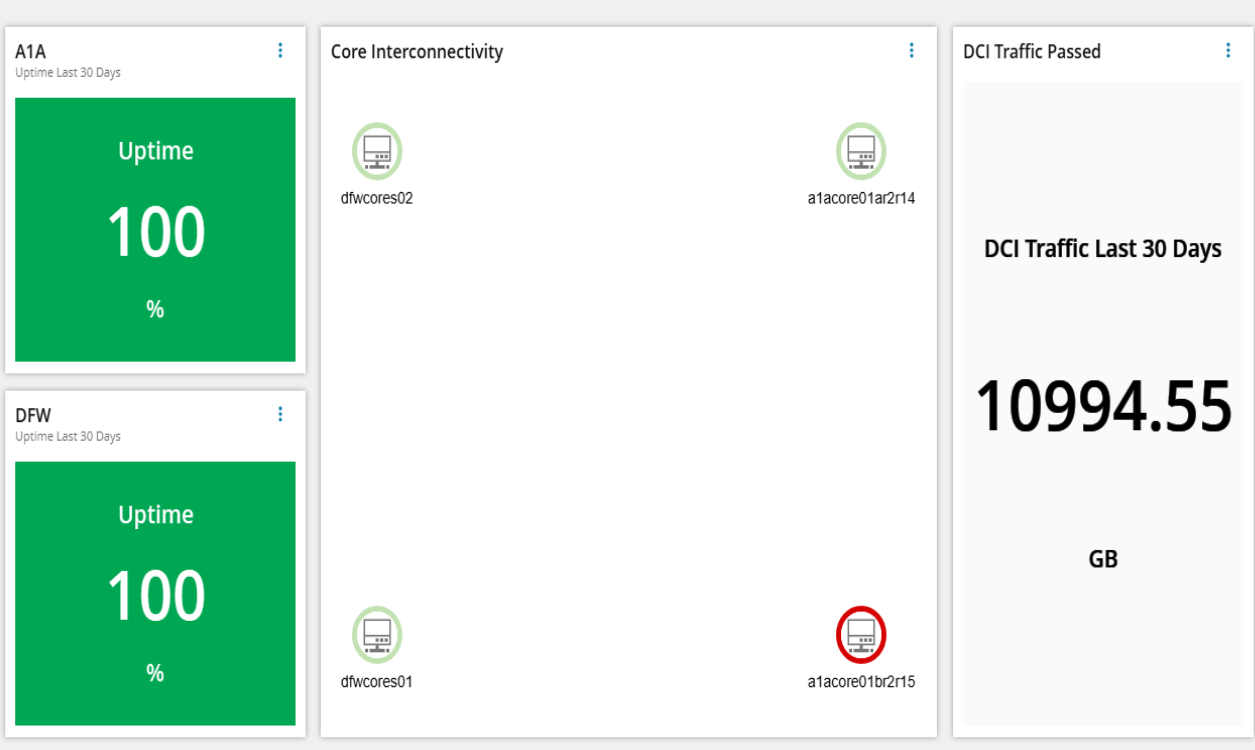 A1A
Uptime Last 30 Days
Uptime
100
%
DFW
Uptime Last 30 Days
Uptime
100
%
Core Interconnectivity
dfwcores02
a1acore01ar2r14
dfwcores01
a1acore01br2r15
DCI Traffic Passed
DCI Traffic Last 30 Days
10994.55
GB